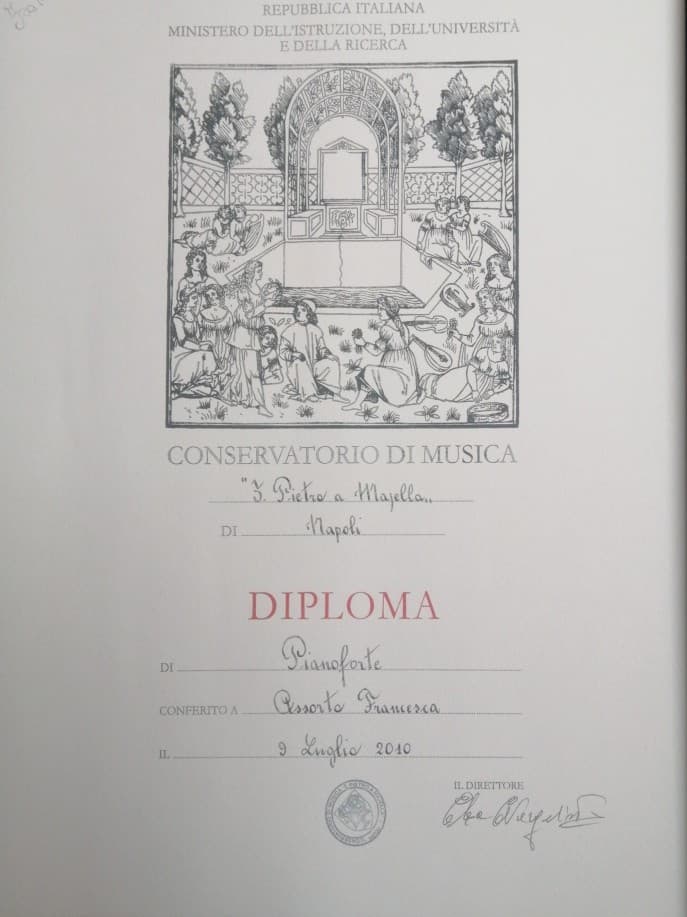 REPUBBLICA ITALIANA
MINISTERO DELL'ISTRUZIONE, DELL'UNIVERSITÀ
E DELLA RICERCA
CONSERVATORIO DI MUSICA
"S. Pietro a Majella"
DI Napoli
DIPLOMA
DI Pianoforte
CONFERITO A Assorto Francesca
IL 9 Luglio 2010
IL DIRETTORE